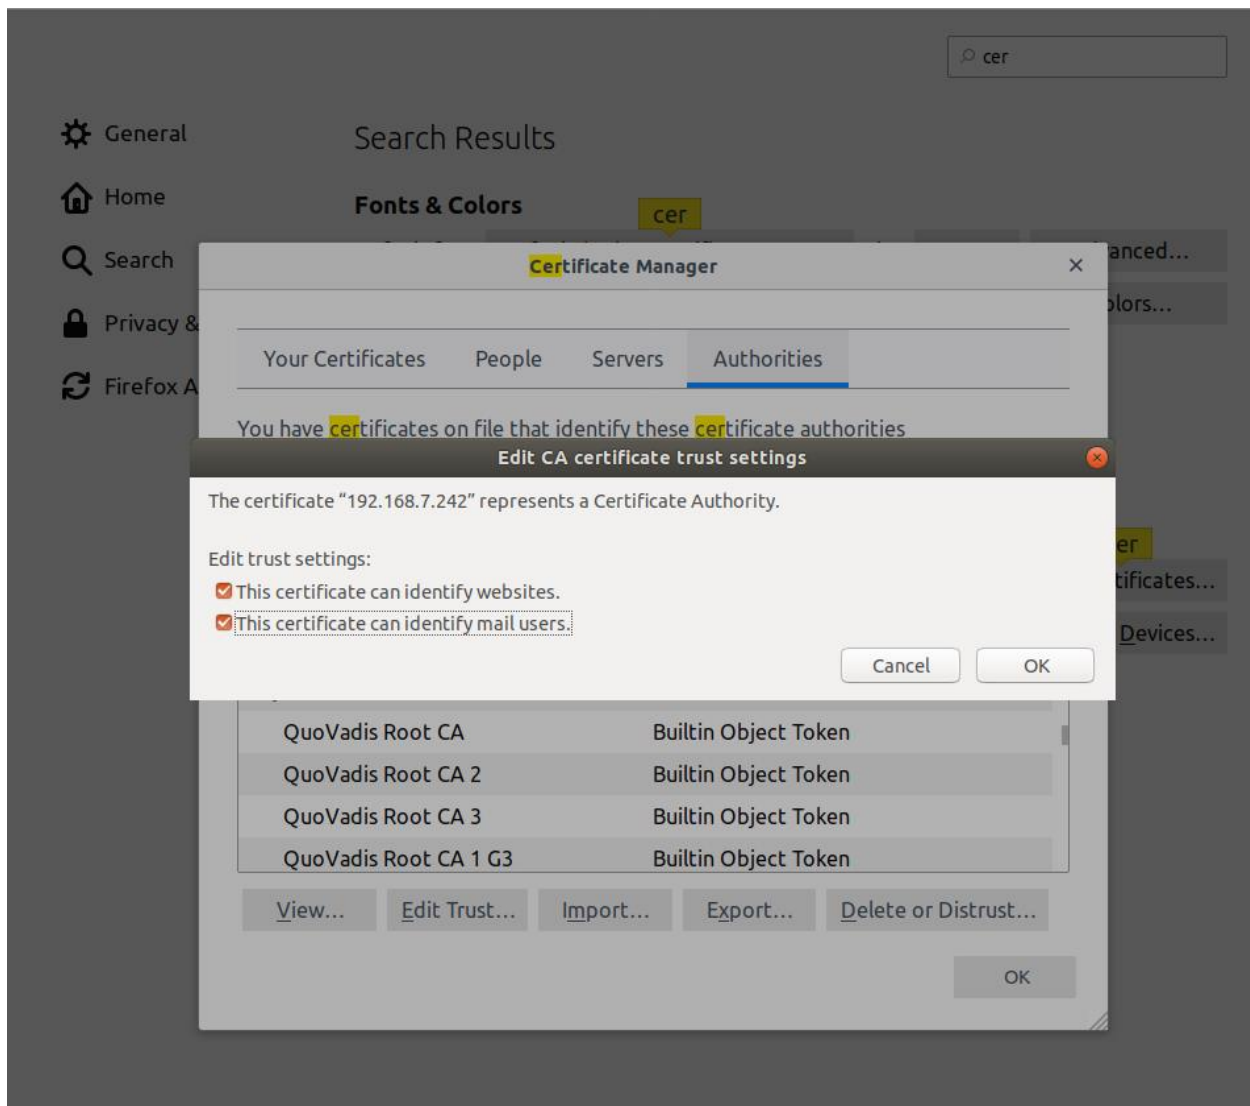 cer
General
Search Results
Home
Fonts & Colors
cer
Search
anced...
Certificate Manager
Privacy &
olors...
Your Certificates People Servers Authorities
Firefox A
You have certificates on file that identify these certificate authorities
Edit CA certificate trust settings
The certificate “192.168.7.242” represents a Certificate Authority.
er
Edit trust settings:
tificates...
This certificate can identify websites.
This certificate can identify mail users.
Devices...
Cancel OK
QuoVadis Root CA Builtin Object Token
QuoVadis Root CA 2 Builtin Object Token
QuoVadis Root CA 3 Builtin Object Token
QuoVadis Root CA 1 G3 Builtin Object Token
View... Edit Trust... Import... Export... Delete or Distrust...
OK